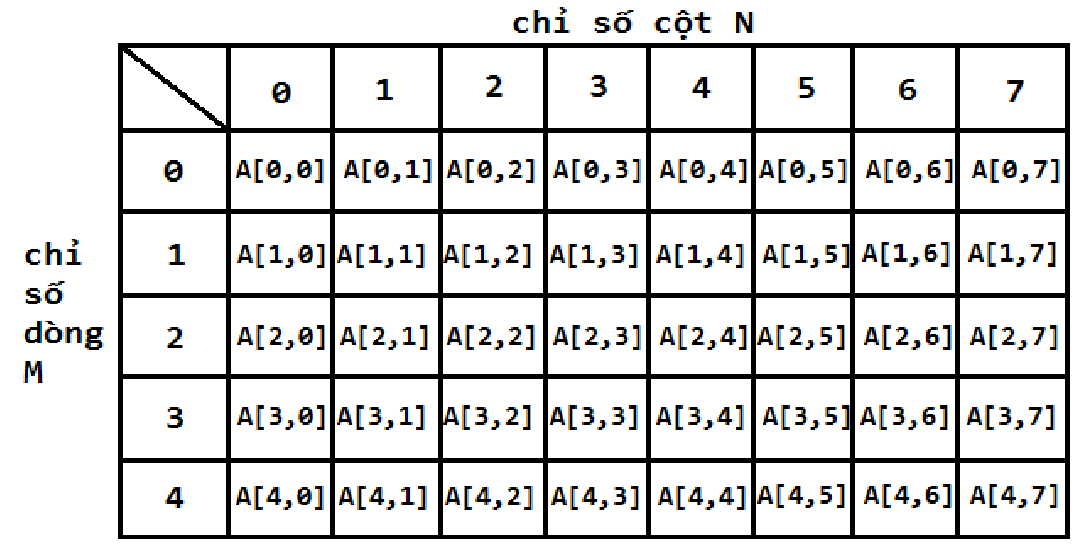 chỉ số cột N
0 1 2 3 4 5 6 7
0 A[0,0] A[0,1] A[0,2] A[0,3] A[0,4] A[0,5] A[0,6] A[0,7]
chỉ số dòng M
1 A[1,0] A[1,1] A[1,2] A[1,3] A[1,4] A[1,5] A[1,6] A[1,7]
2 A[2,0] A[2,1] A[2,2] A[2,3] A[2,4] A[2,5] A[2,6] A[2,7]
3 A[3,0] A[3,1] A[3,2] A[3,3] A[3,4] A[3,5] A[3,6] A[3,7]
4 A[4,0] A[4,1] A[4,2] A[4,3] A[4,4] A[4,5] A[4,6] A[4,7]